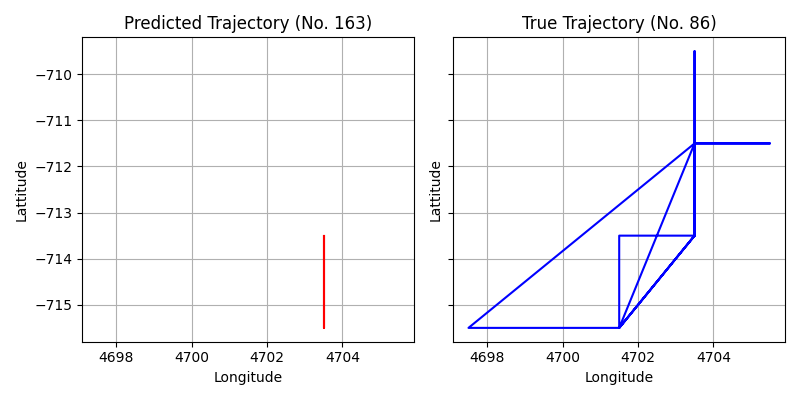 Predicted Trajectory (No. 163)
True Trajectory (No. 86)
−710
−711
−712
−713
−714
−715
Lattitude
Lattitude
4698 4700 4702 4704
4698 4700 4702 4704
Longitude
Longitude